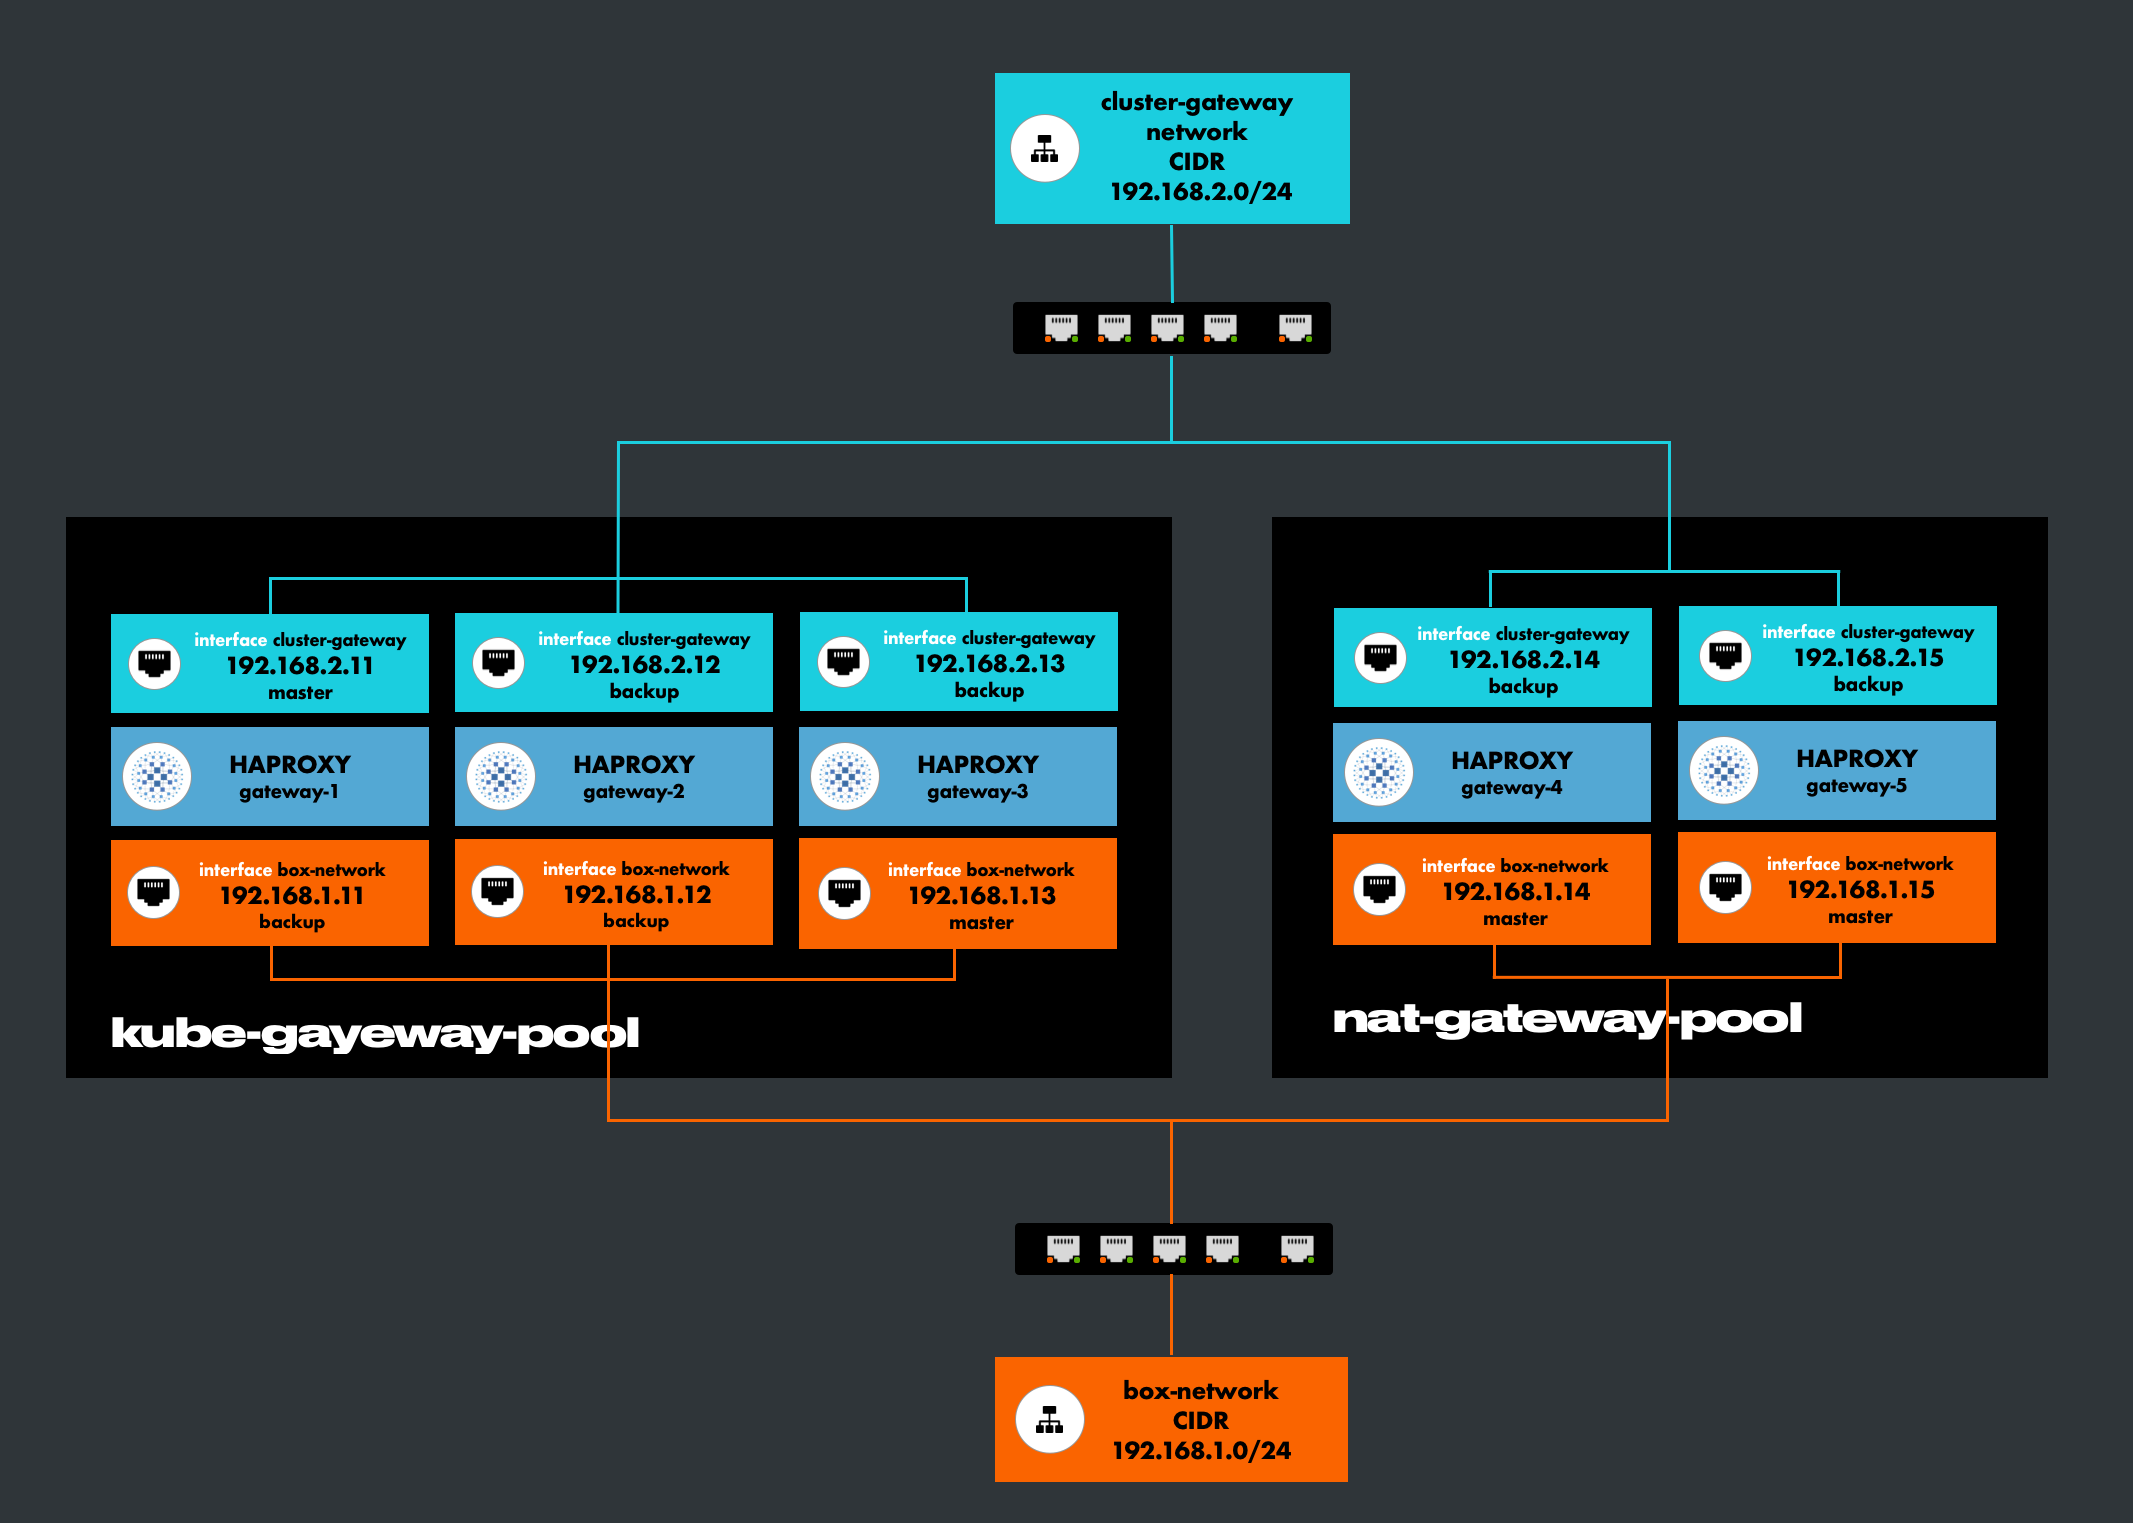 cluster-gateway
network
CIDR
192.168.2.0/24
interface cluster-gateway
192.168.2.11
master
interface cluster-gateway
192.168.2.12
backup
interface cluster-gateway
192.168.2.13
backup
interface cluster-gateway
192.168.2.14
backup
interface cluster-gateway
192.168.2.15
backup
HAPROXY
gateway-1
HAPROXY
gateway-2
HAPROXY
gateway-3
HAPROXY
gateway-4
HAPROXY
gateway-5
interface box-network
192.168.1.11
backup
interface box-network
192.168.1.12
backup
interface box-network
192.168.1.13
master
interface box-network
192.168.1.14
master
interface box-network
192.168.1.15
master
kube-gayeway-pool
nat-gateway-pool
box-network
CIDR
192.168.1.0/24